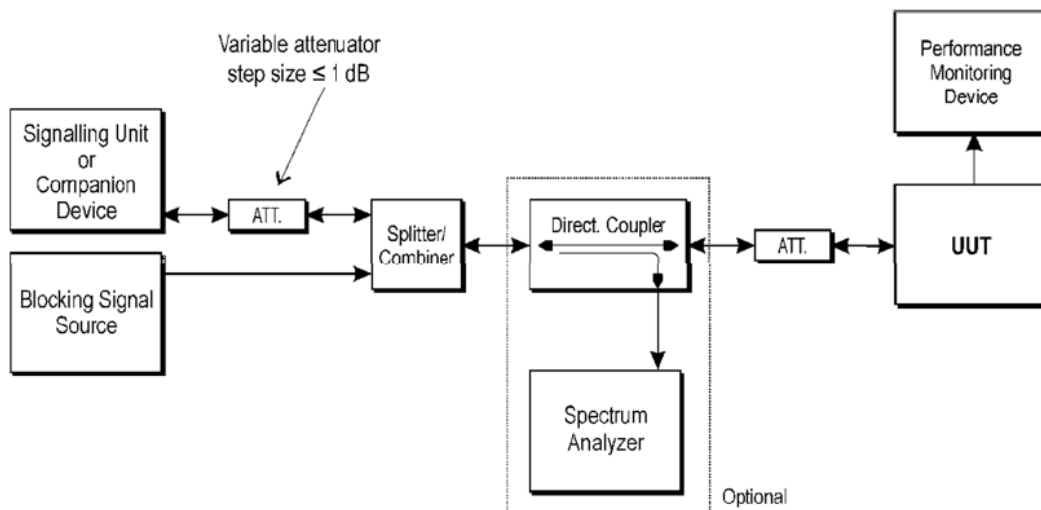 Variable attenuator
step size ≤ 1 dB
Signalling Unit
or
Companion
Device
ATT.
Splitter/
Combiner
Blocking Signal
Source
Direct. Coupler
Spectrum
Analyzer
Optional
ATT.
Performance
Monitoring
Device
UUT